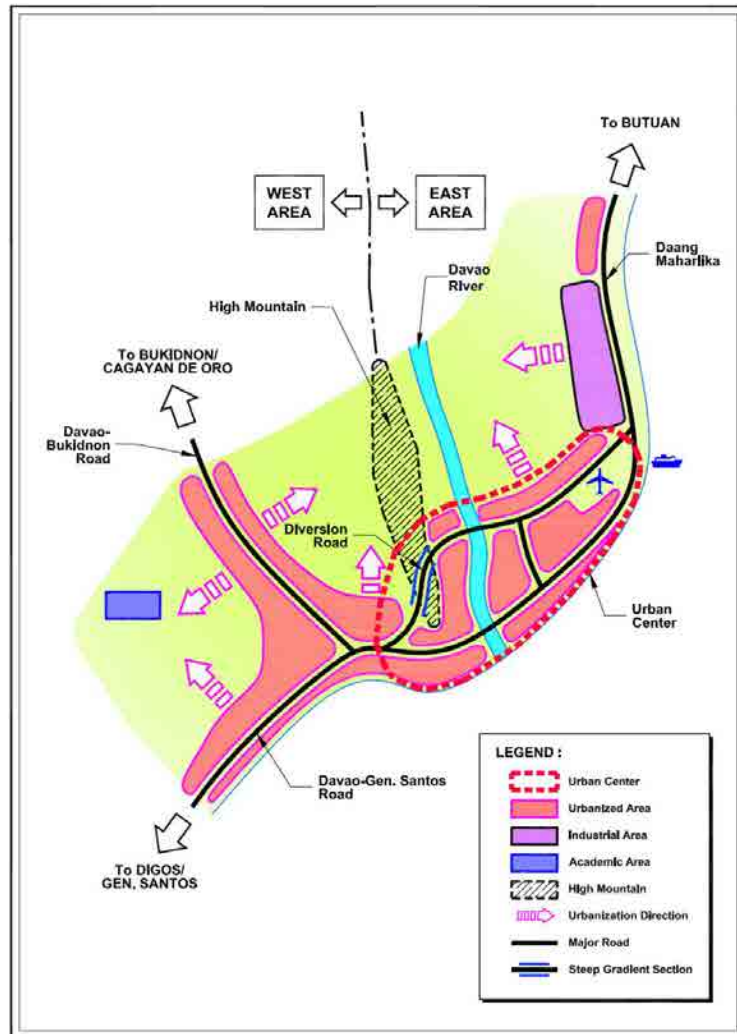 To BUTUAN
WEST
AREA
EAST
AREA
Daang
Maharlika
Davao
River
High Mountain
To BUKIDNON/
CAGAYAN DE ORO
Davao-
Bukidnon
Road
Diversion
Road
Urban
Center
Davao-Gen. Santos
Road
To DIGOS/
GEN. SANTOS
LEGEND :
Urban Center
Urbanized Area
Industrial Area
Academic Area
High Mountain
Urbanization Direction
Major Road
Steep Gradient Section